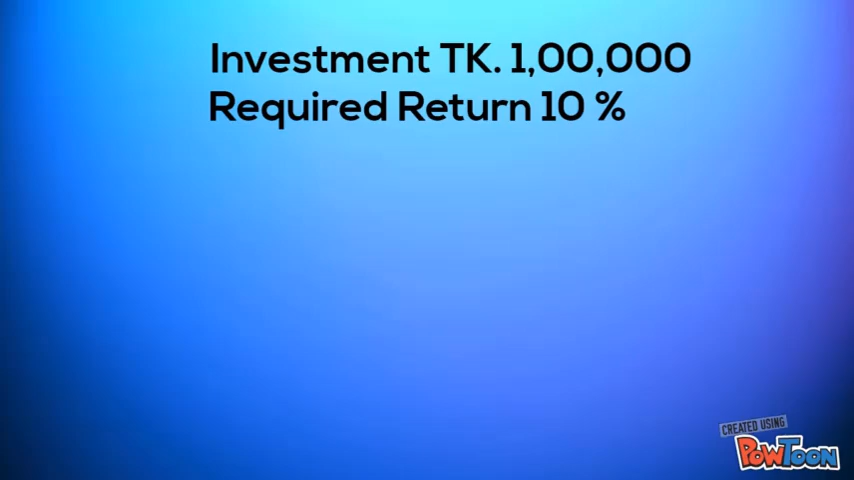 Investment TK. 1,00,000
Required Return 10 %
CREATED USING
POWTOON